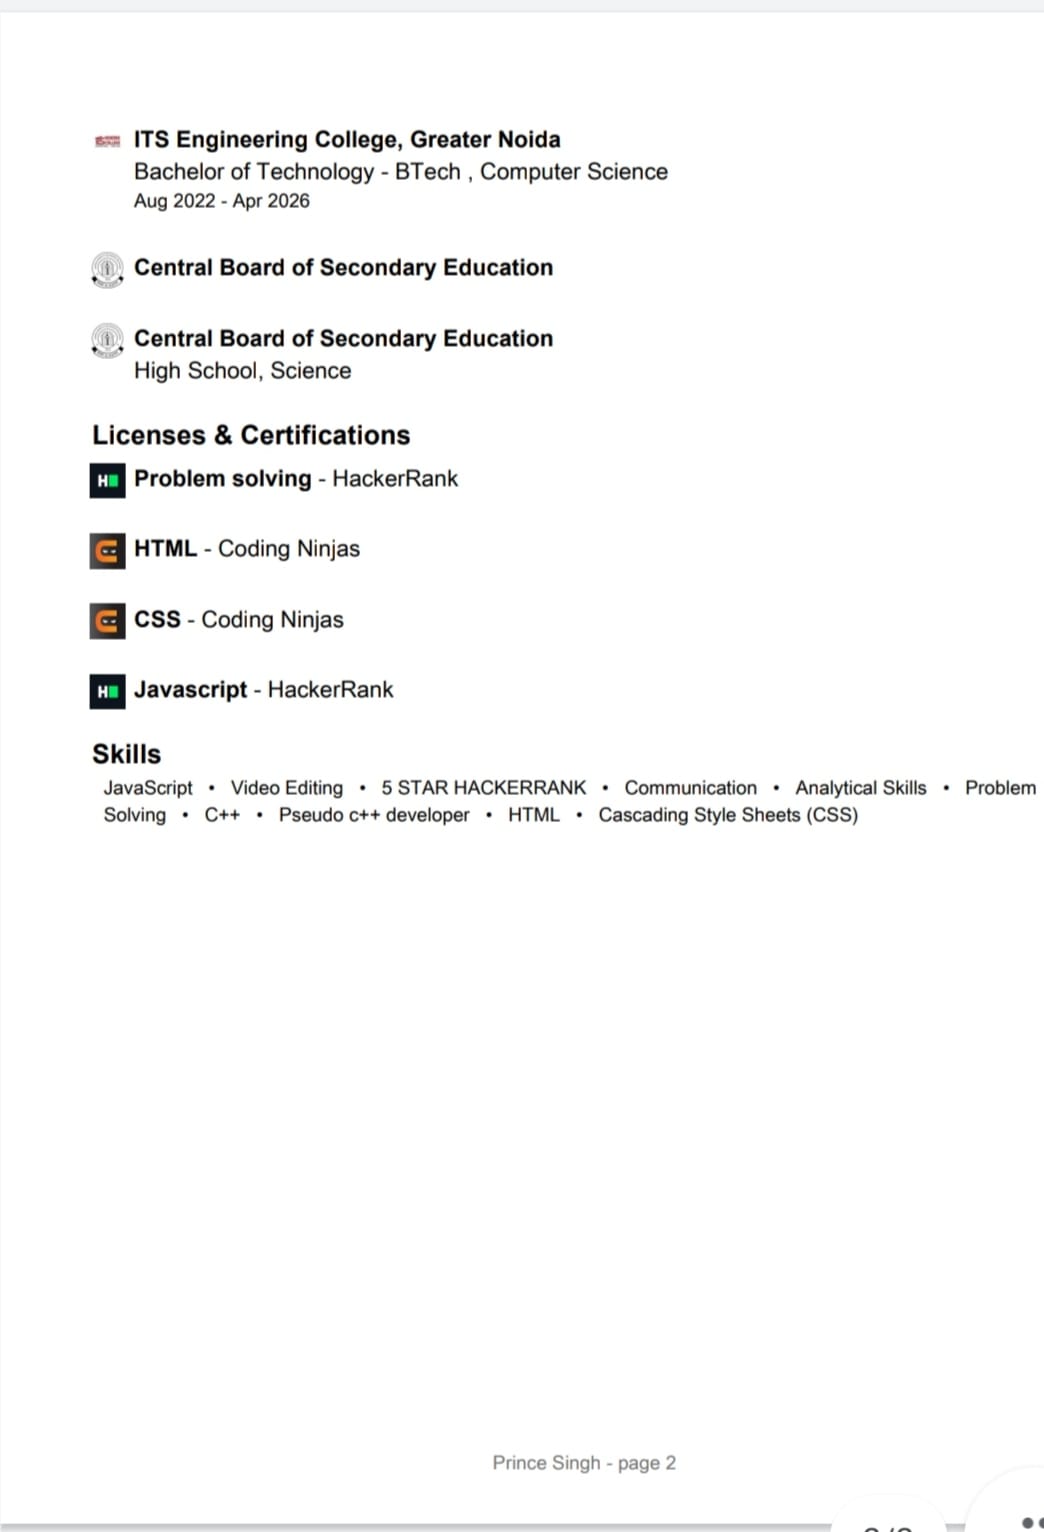 ITS Engineering College, Greater Noida
Bachelor of Technology - BTech , Computer Science
Aug 2022 - Apr 2026
Central Board of Secondary Education
Central Board of Secondary Education
High School, Science
Licenses & Certifications
H Problem solving - HackerRank
HTML - Coding Ninjas
CSS - Coding Ninjas
H Javascript - HackerRank
Skills
JavaScript • Video Editing • 5 STAR HACKERRANK • Communication • Analytical Skills • Problem
Solving • C++ • Pseudo c++ developer • HTML • Cascading Style Sheets (CSS)
Prince Singh - page 2